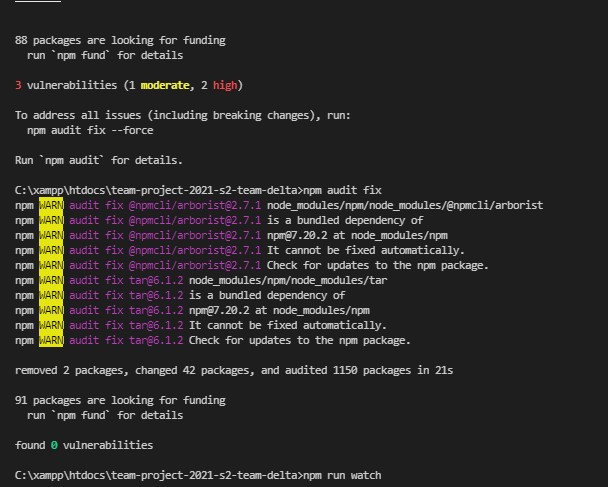 88 packages are looking for funding
run `npm fund` for details
3 vulnerabilities (1 moderate, 2 high)
To address all issues (including breaking changes), run:
npm audit fix --force
Run `npm audit` for details.
C:\xampp\htdocs\team-project-2021-s2-team-delta>npm audit fix
npm WARN audit fix @npmcli/arborist@2.7.1 node_modules/npm/node_modules/@npmcli/arborist
npm WARN audit fix @npmcli/arborist@2.7.1 is a bundled dependency of
npm WARN audit fix @npmcli/arborist@2.7.1 npm@7.20.2 at node_modules/npm
npm WARN audit fix @npmcli/arborist@2.7.1 It cannot be fixed automatically.
npm WARN audit fix @npmcli/arborist@2.7.1 Check for updates to the npm package.
npm WARN audit fix tar@6.1.2 node_modules/npm/node_modules/tar
npm WARN audit fix tar@6.1.2 is a bundled dependency of
npm WARN audit fix tar@6.1.2 npm@7.20.2 at node_modules/npm
npm WARN audit fix tar@6.1.2 It cannot be fixed automatically.
npm WARN audit fix tar@6.1.2 Check for updates to the npm package.
removed 2 packages, changed 42 packages, and audited 1150 packages in 21s
91 packages are looking for funding
run `npm fund` for details
found 0 vulnerabilities
C:\xampp\htdocs\team-project-2021-s2-team-delta>npm run watch